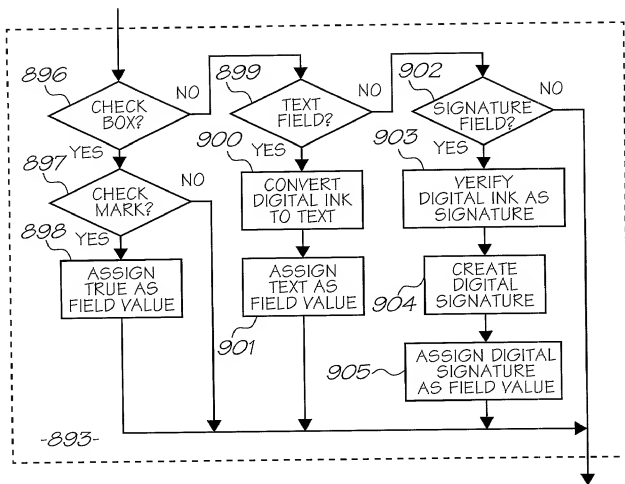 896
CHECK
BOX?
NO
YES
897
CHECK
MARK?
NO
YES
898
ASSIGN
TRUE AS
FIELD VALUE
899
TEXT
FIELD?
NO
YES
900
CONVERT
DIGITAL INK
TO TEXT
ASSIGN
TEXT AS
FIELD VALUE
901
902
SIGNATURE
FIELD?
NO
YES
903
VERIFY
DIGITAL INK AS
SIGNATURE
CREATE
DIGITAL
SIGNATURE
904
ASSIGN DIGITAL
SIGNATURE
AS FIELD VALUE
905
-893-